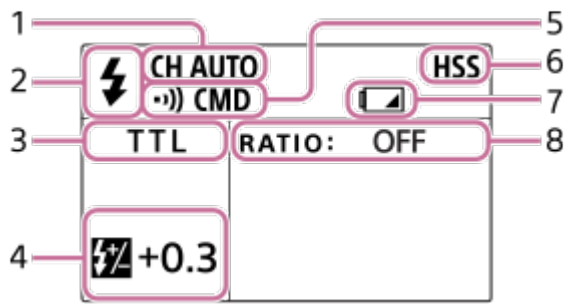 1 5
2 CH AUTO HSS 6
CMD 7
3 TTL RATIO: OFF 8
4 +0.3